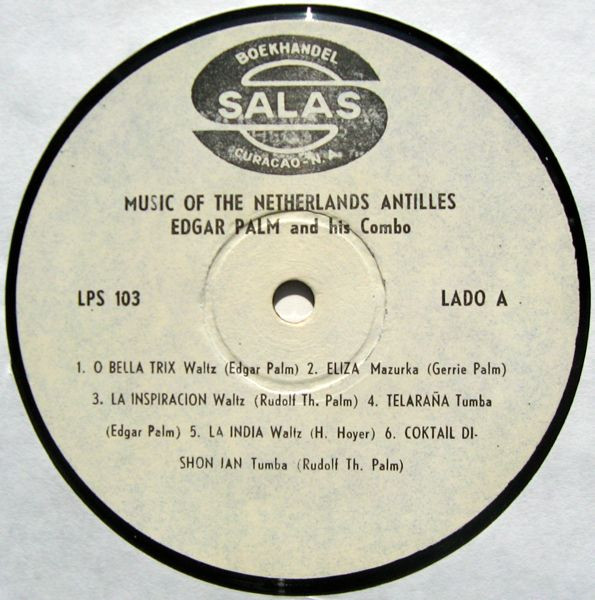 BOEKHANDEL
SALAS
CURACAO - N.A.
MUSIC OF THE NETHERLANDS ANTILLES
EDGAR PALM and his Combo
LPS 103 LADO A
1. O BELLA TRIX Waltz (Edgar Palm) 2. ELIZA Mazurka (Gerrie Palm)
3. LA INSPIRACION Waltz (Rudolf Th. Palm) 4. TELARAÑA Tumba
(Edgar Palm) 5. LA INDIA Waltz (H. Hoyer) 6. COKTAIL DI-
SHON JAN Tumba (Rudolf Th. Palm)